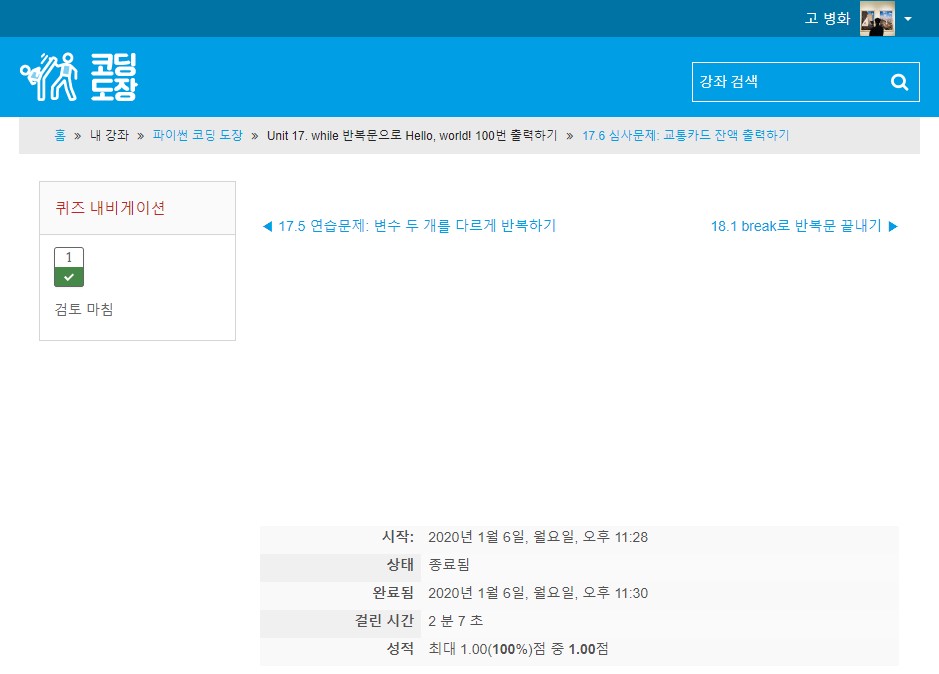 고 병화
코딩
도장
강좌 검색
홈 » 내 강좌 » 파이썬 코딩 도장 » Unit 17. while 반복문으로 Hello, world! 100번 출력하기 » 17.6 심사문제: 교통카드 잔액 출력하기
퀴즈 내비게이션
1
검토 마침
◀ 17.5 연습문제: 변수 두 개를 다르게 반복하기
18.1 break로 반복문 끝내기 ▶
시작: 2020년 1월 6일, 월요일, 오후 11:28
상태 종료됨
완료됨 2020년 1월 6일, 월요일, 오후 11:30
걸린 시간 2 분 7 초
성적 최대 1.00(100%)점 중 1.00점